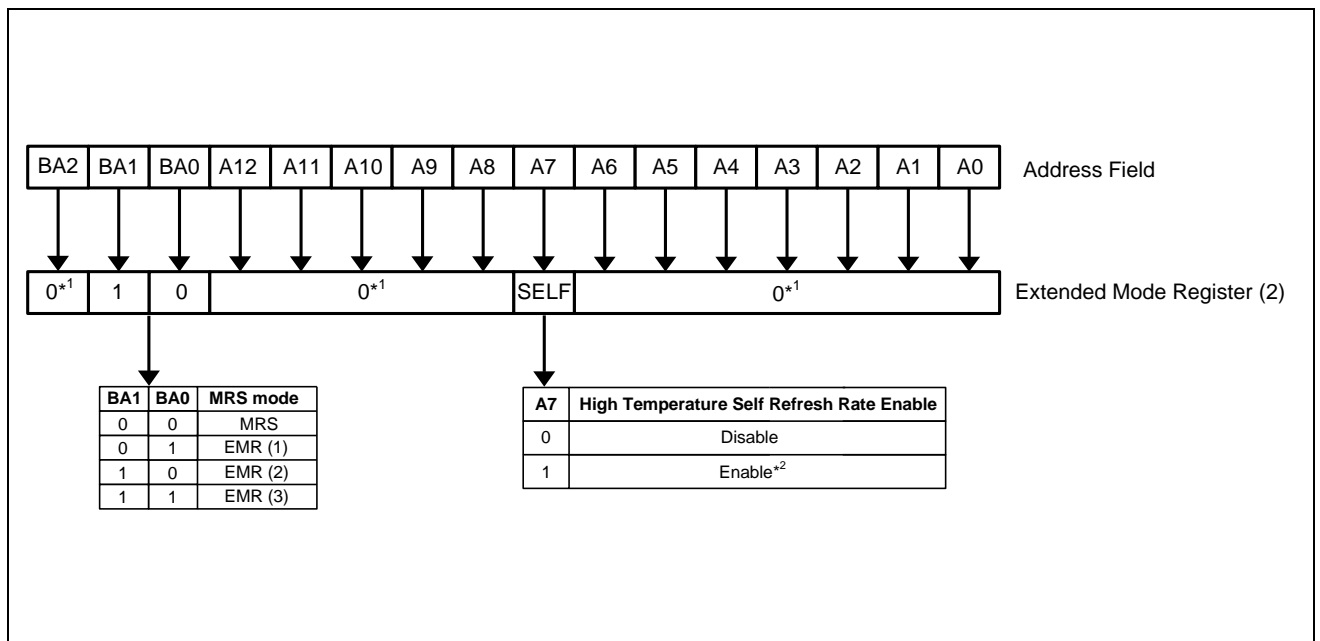 BA2 BA1 BA0 A12 A11 A10 A9 A8 A7 A6 A5 A4 A3 A2 A1 A0 Address Field
0*1 1 0 0*1 SELF 0*1 Extended Mode Register (2)
BA1 BA0 MRS mode
0 0 MRS
0 1 EMR (1)
1 0 EMR (2)
1 1 EMR (3)
A7 High Temperature Self Refresh Rate Enable
0 Disable
1 Enable*2